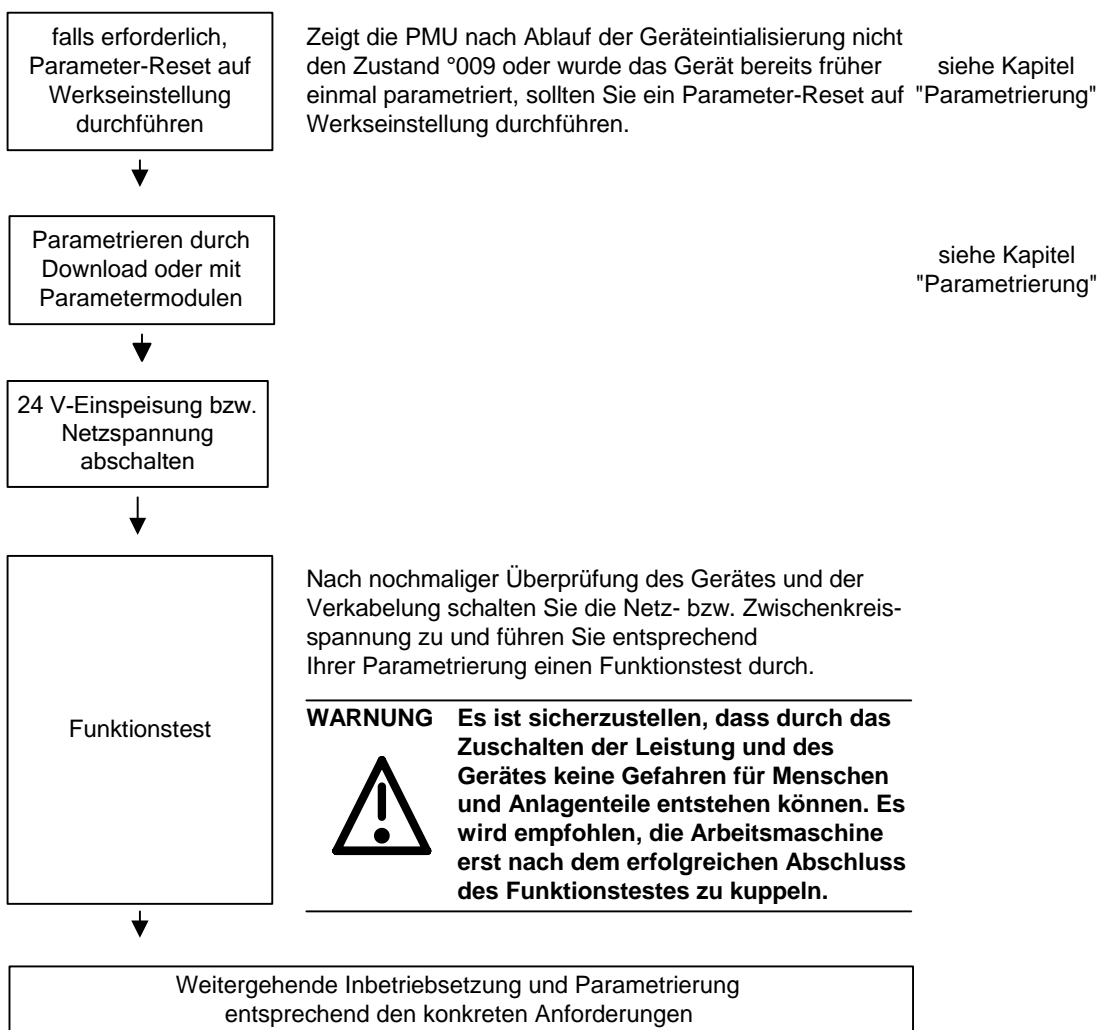 falls erforderlich,
Parameter-Reset auf
Werkseinstellung
durchführen
Zeigt die PMU nach Ablauf der Geräteintialisierung nicht
den Zustand °009 oder wurde das Gerät bereits früher
einmal parametriert, sollten Sie ein Parameter-Reset auf
Werkseinstellung durchführen.
siehe Kapitel
"Parametrierung"
Parametrieren durch
Download oder mit
Parametermodulen
siehe Kapitel
"Parametrierung"
24 V-Einspeisung bzw.
Netzspannung
abschalten
Funktionstest
Nach nochmaliger Überprüfung des Gerätes und der
Verkabelung schalten Sie die Netz- bzw. Zwischenkreis-
spannung zu und führen Sie entsprechend
Ihrer Parametrierung einen Funktionstest durch.
WARNUNG
Es ist sicherzustellen, dass durch das
Zuschalten der Leistung und des
Gerätes keine Gefahren für Menschen
und Anlagenteile entstehen können. Es
wird empfohlen, die Arbeitsmaschine
erst nach dem erfolgreichen Abschluss
des Funktionstestes zu kuppeln.
Weitergehende Inbetriebsetzung und Parametrierung
entsprechend den konkreten Anforderungen